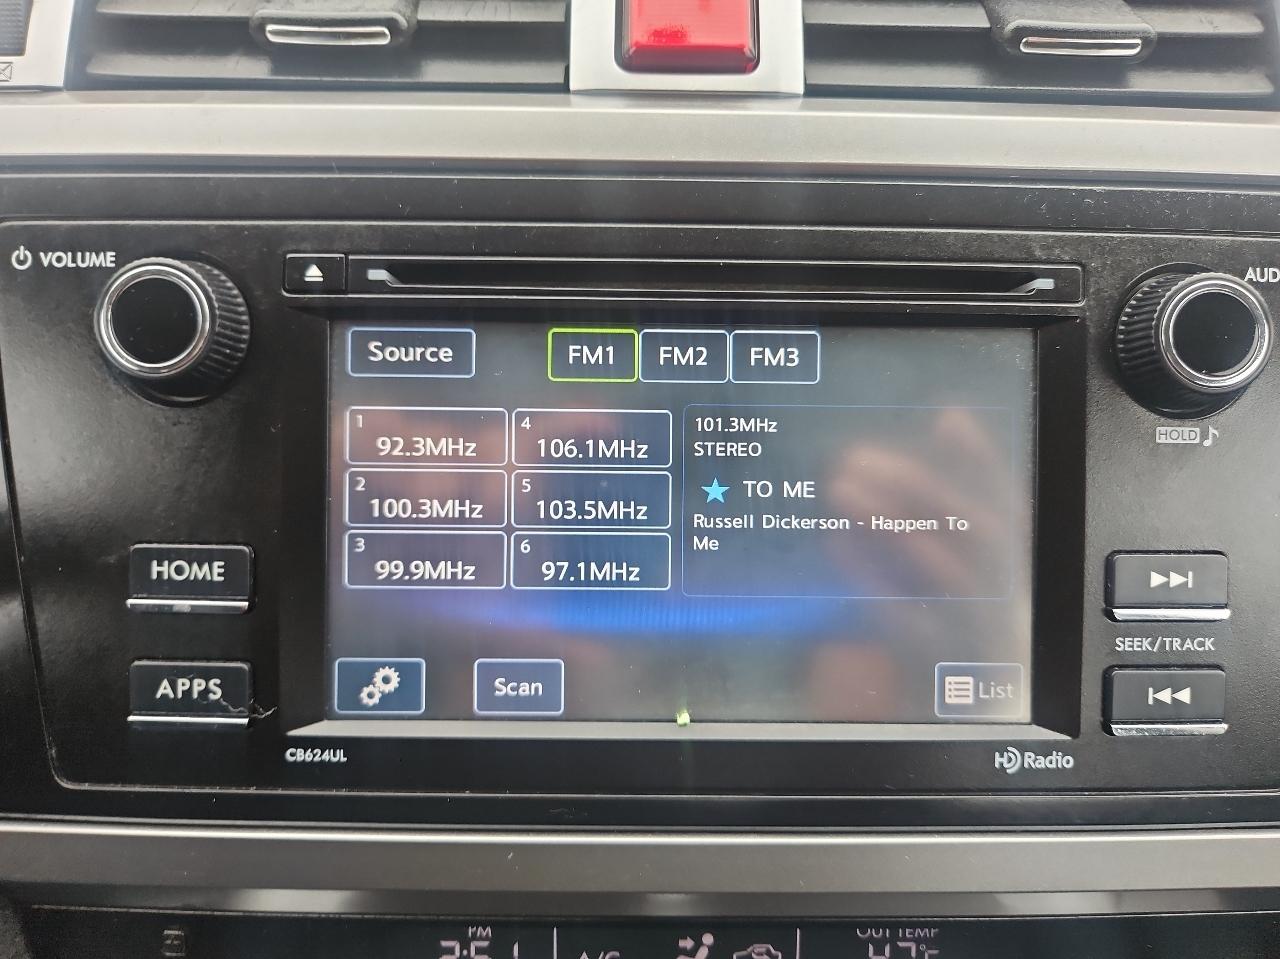 VOLUME
AUD
Source
FM1 FM2 FM3
1 92.3MHz
4 106.1MHz
2 100.3MHz
5 103.5MHz
3 99.9MHz
6 97.1MHz
101.3MHz
STEREO
TO ME
Russell Dickerson - Happen To
Me
HOLD
HOME
APPS
SEEK/TRACK
Scan
List
CB624UL
HD Radio
PM
OUT TEMP